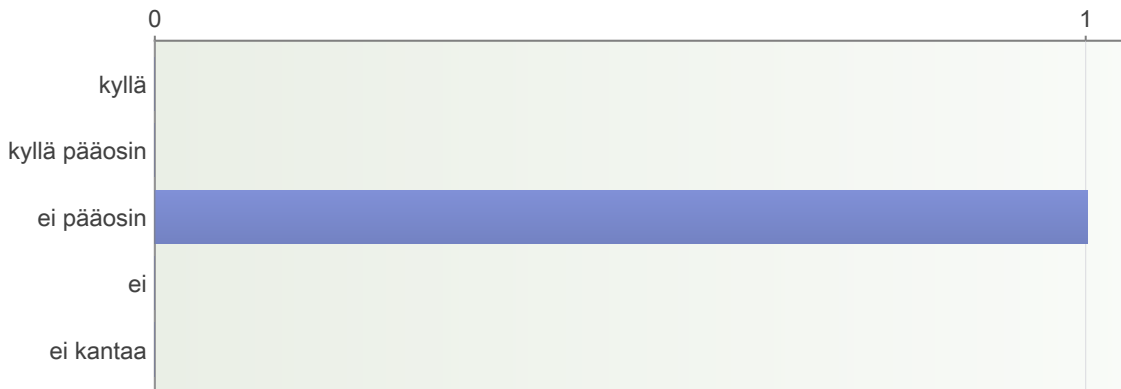 0 1
kyllä
kyllä pääosin
ei pääosin
ei
ei kantaa